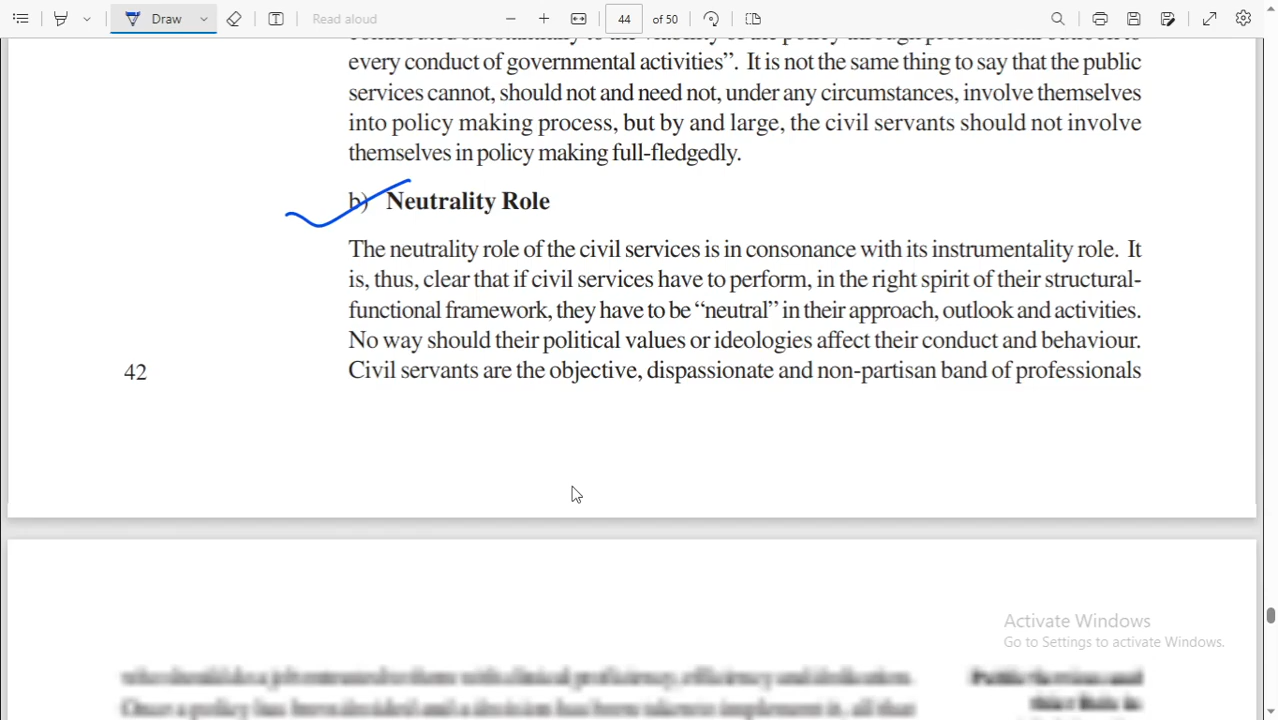 Draw
Read aloud
44 of 50
every conduct of governmental activities”. It is not the same thing to say that the public
services cannot, should not and need not, under any circumstances, involve themselves
into policy making process, but by and large, the civil servants should not involve
themselves in policy making full-fledgedly.
b) Neutrality Role
The neutrality role of the civil services is in consonance with its instrumentality role. It
is, thus, clear that if civil services have to perform, in the right spirit of their structural-
functional framework, they have to be “neutral” in their approach, outlook and activities.
No way should their political values or ideologies affect their conduct and behaviour.
42
Civil servants are the objective, dispassionate and non-partisan band of professionals
Activate Windows
Go to Settings to activate Windows.